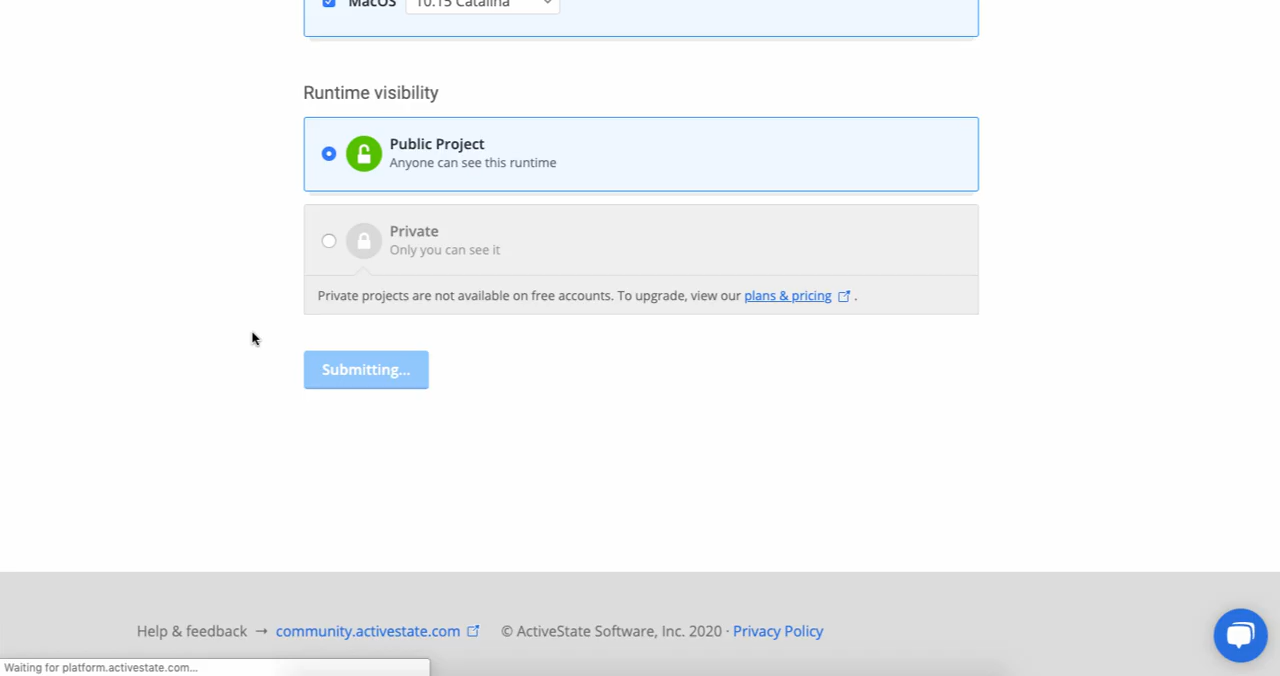 MacOS 10.15 Catalina
Runtime visibility
Public Project
Anyone can see this runtime
Private
Only you can see it
Private projects are not available on free accounts. To upgrade, view our plans & pricing .
Submitting...
Help & feedback → community.activestate.com © ActiveState Software, Inc. 2020 · Privacy Policy
Waiting for platform.activestate.com...